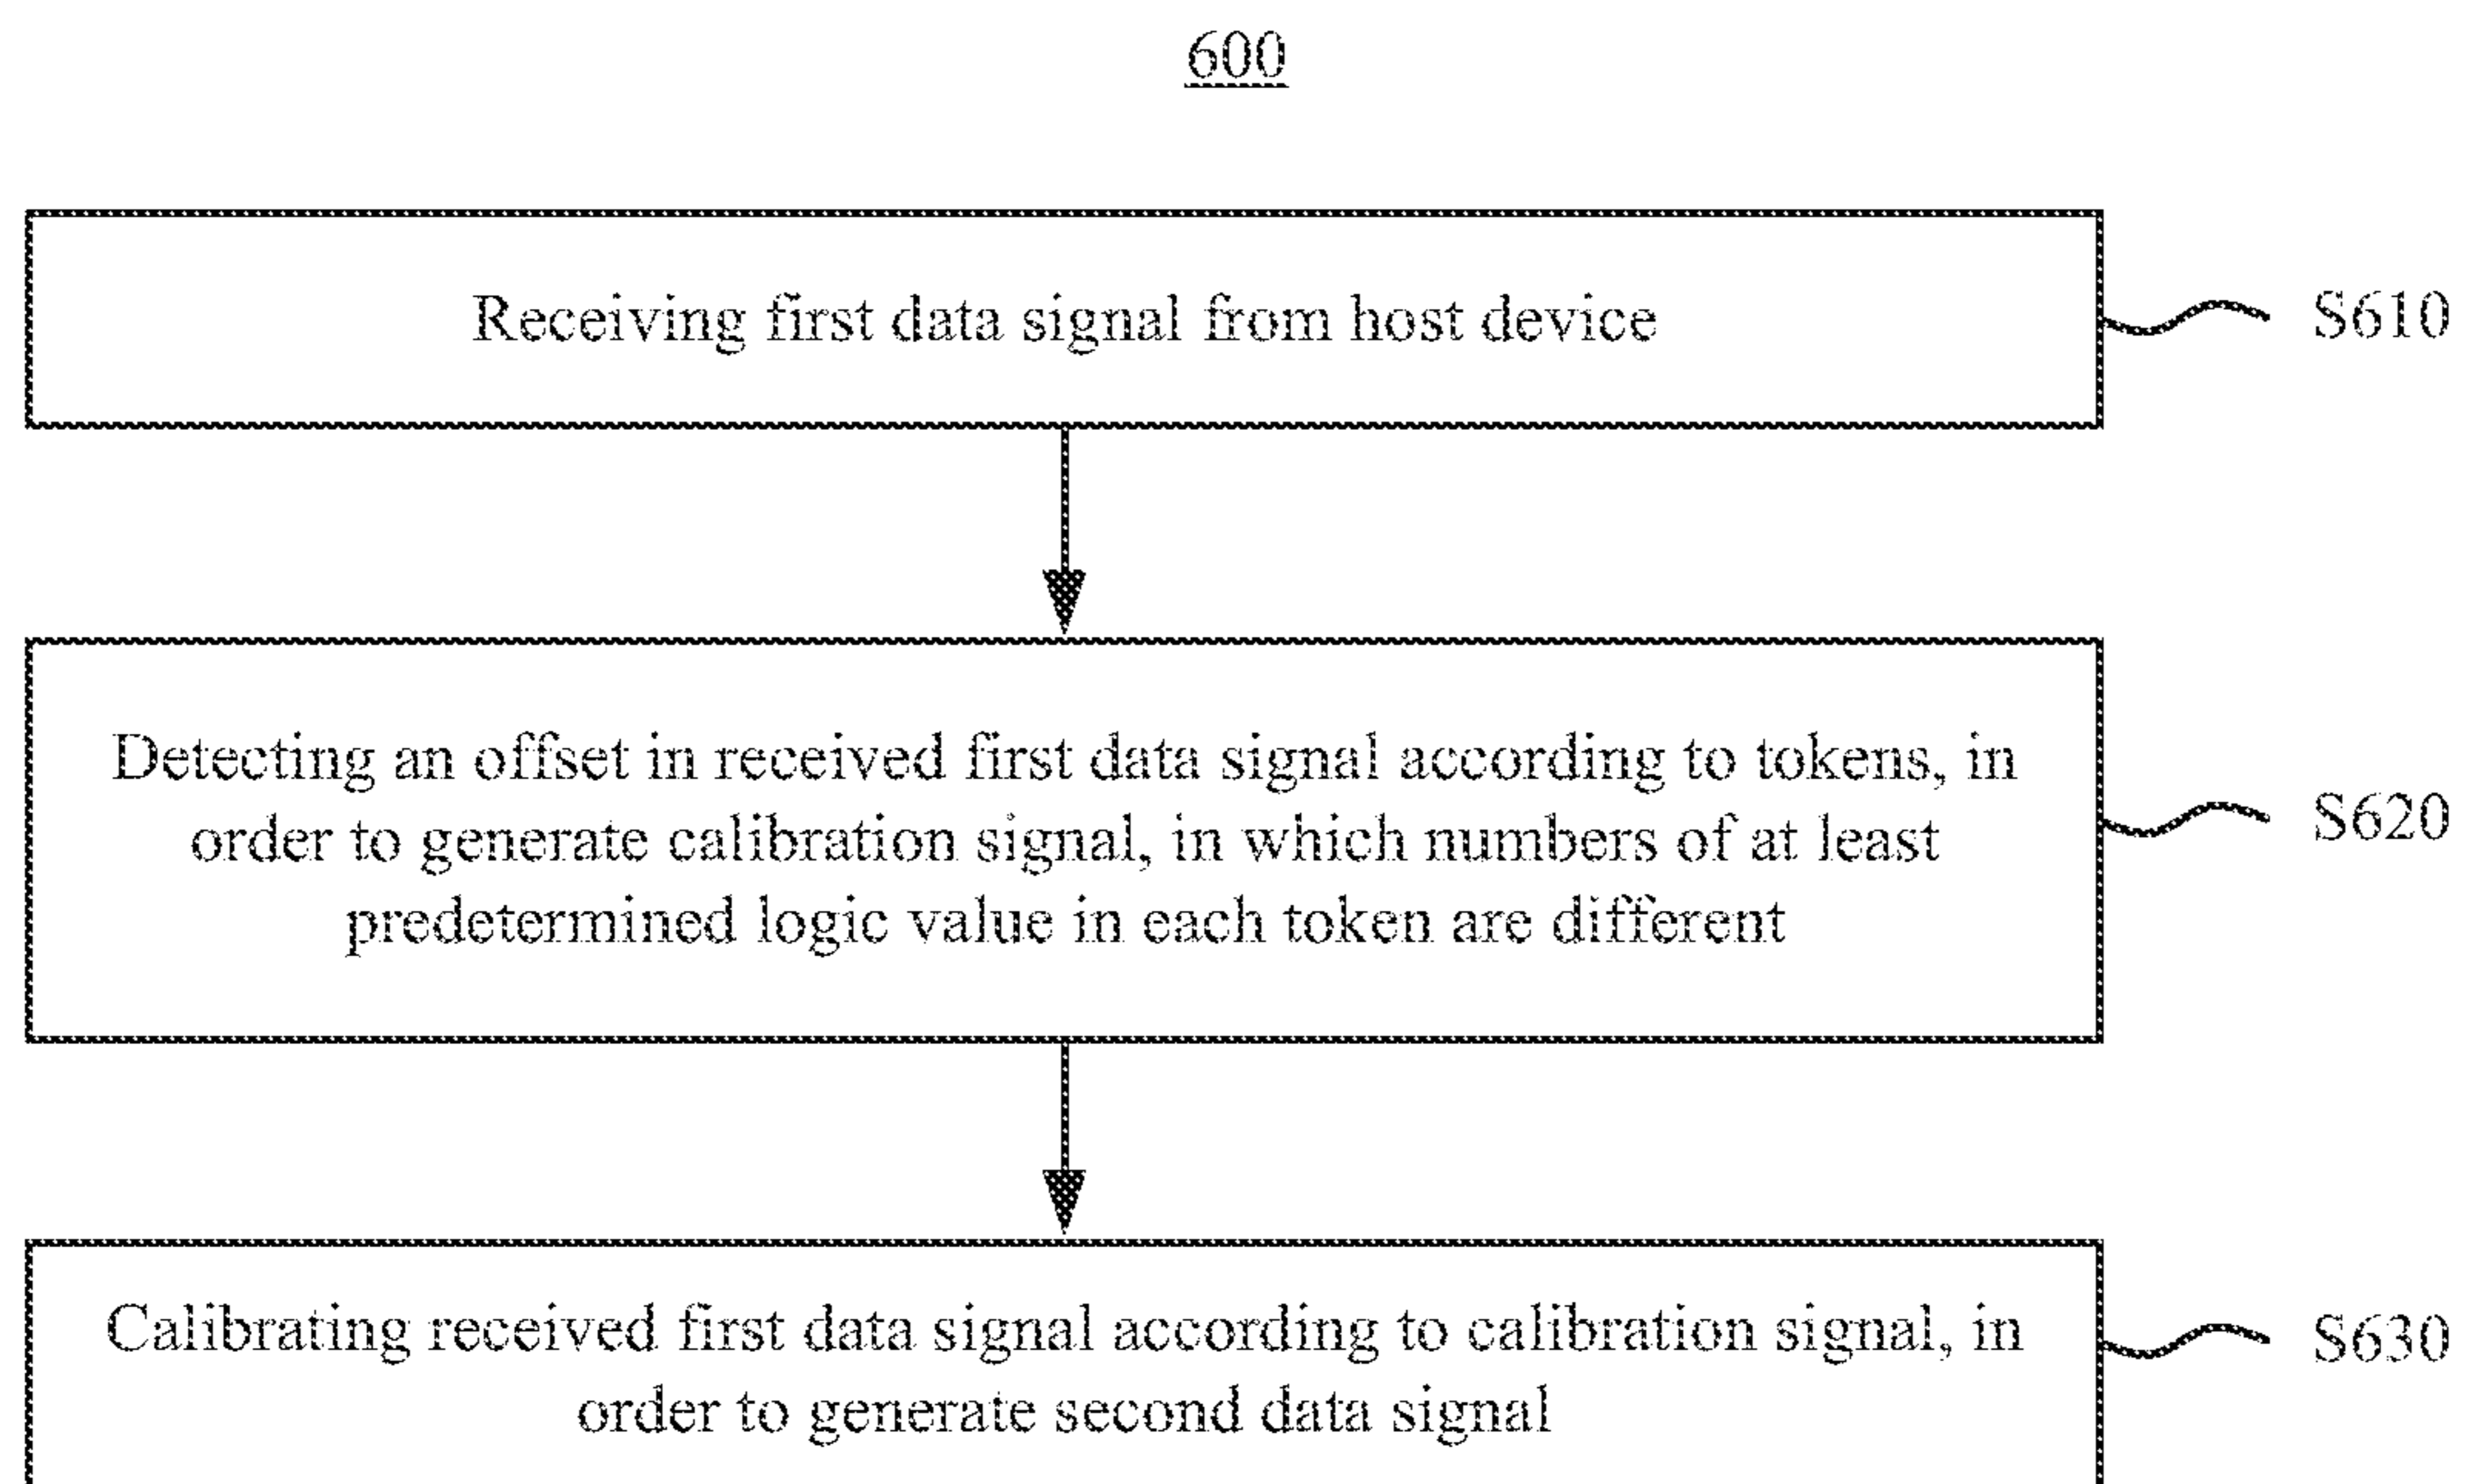 600
Receiving first data signal from host device
S610
Detecting an offset in received first data signal according to tokens, in
order to generate calibration signal, in which numbers of at least
predetermined logic value in each token are different
S620
Calibrating received first data signal according to calibration signal, in
order to generate second data signal
S630